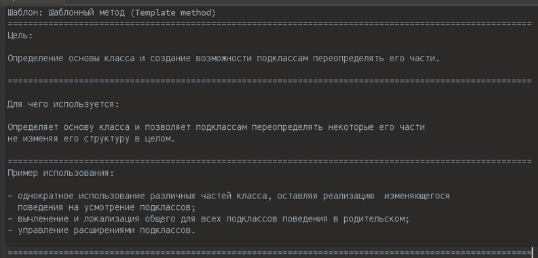 Шаблон: Шаблонный метод (Template method)
====================================================================================================
Цель:
Определение основы класса и создание возможности подклассам переопределять его части.
====================================================================================================
Для чего используется:
Определяет основу класса и позволяет подклассам переопределять некоторые его части
не изменяя его структуру в целом.
====================================================================================================
Пример использования:
- однократное использование различных частей класса, оставляя реализацию  изменяющегося
поведения на усмотрение подклассов;
- вычленение и локализация общего для всех подклассов поведения в родительском;
- управление расширениями подклассов.
====================================================================================================